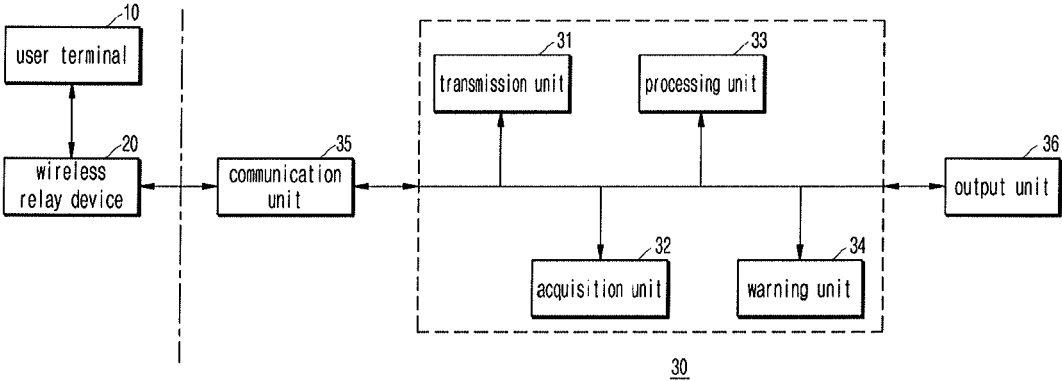 10
user terminal
20
wireless
relay device
35
communication
unit
31
transmission unit
33
processing unit
32
acquisition unit
34
warning unit
36
output unit
30